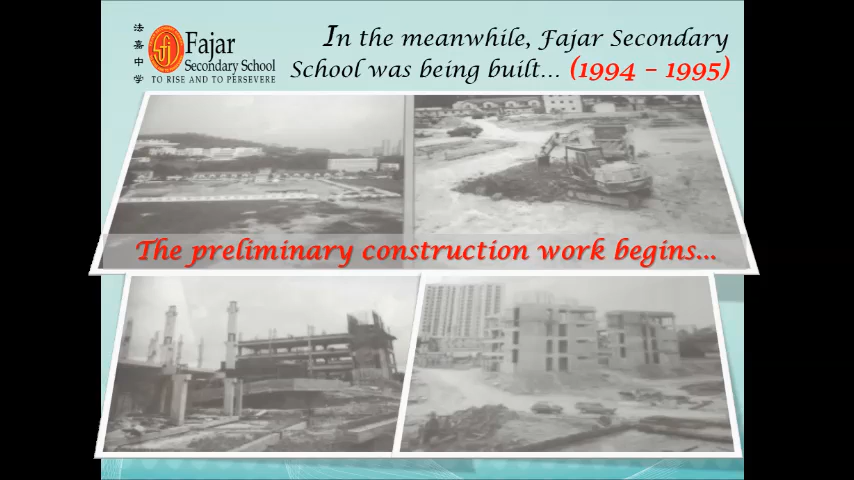 法
嘉
中
学
Fajar
Secondary School
TO RISE AND TO PERSEVERE
In the meanwhile, Fajar Secondary
School was being built... (1994 – 1995)
The preliminary construction work begins...